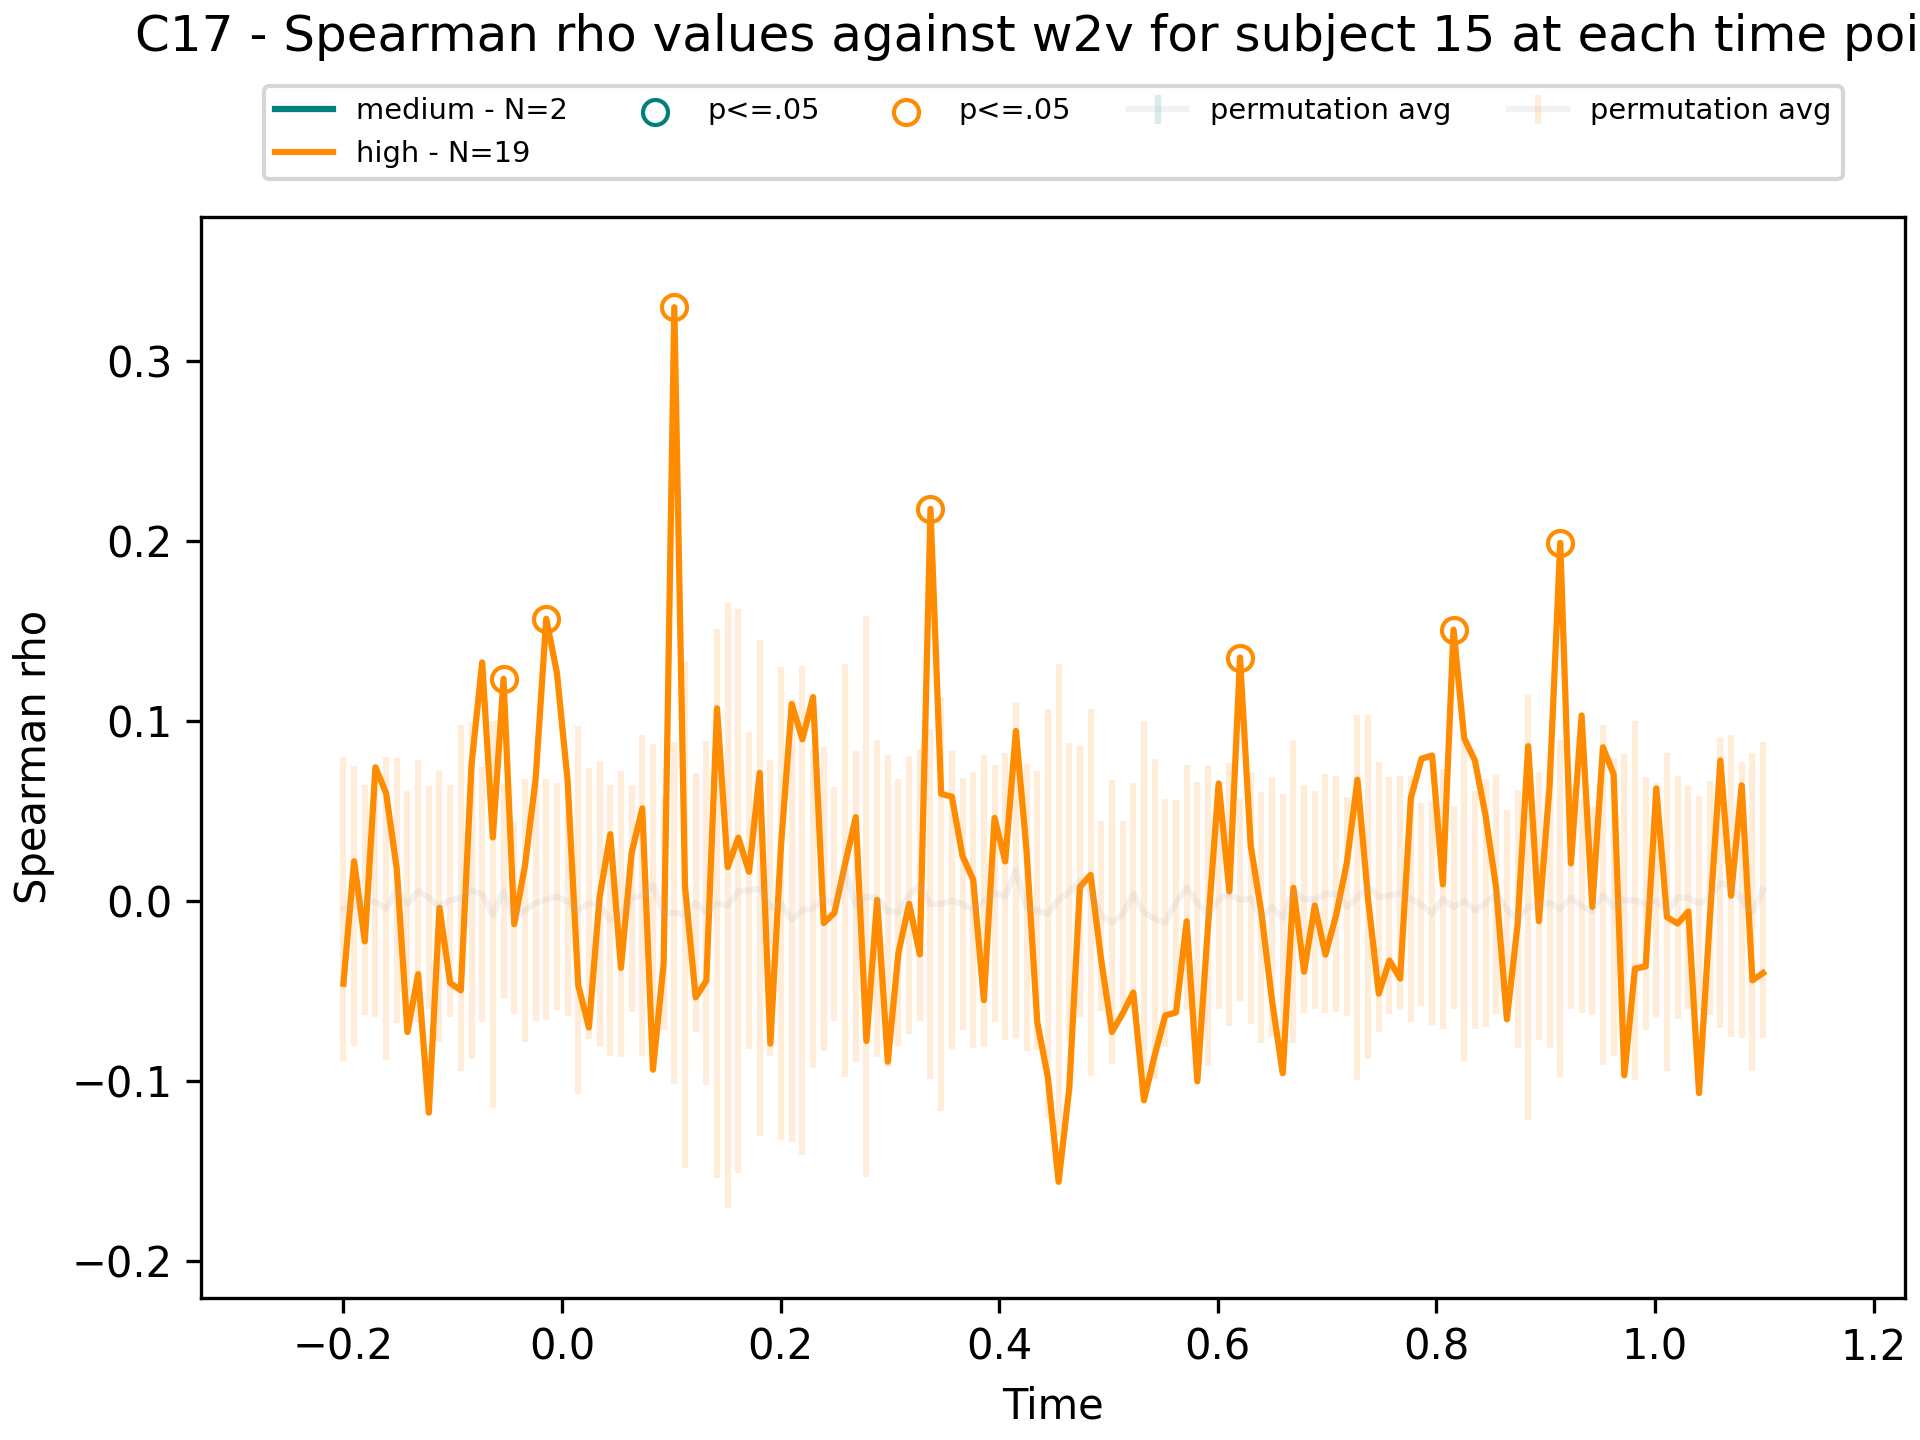 C17 - Spearman rho values against w2v for subject 15 at each time poi
medium - N=2
high - N=19
p<=.05
p<=.05
permutation avg
permutation avg
Spearman rho
0.3
0.2
0.1
0.0
−0.1
−0.2
−0.2 0.0 0.2 0.4 0.6 0.8 1.0 1.2
Time